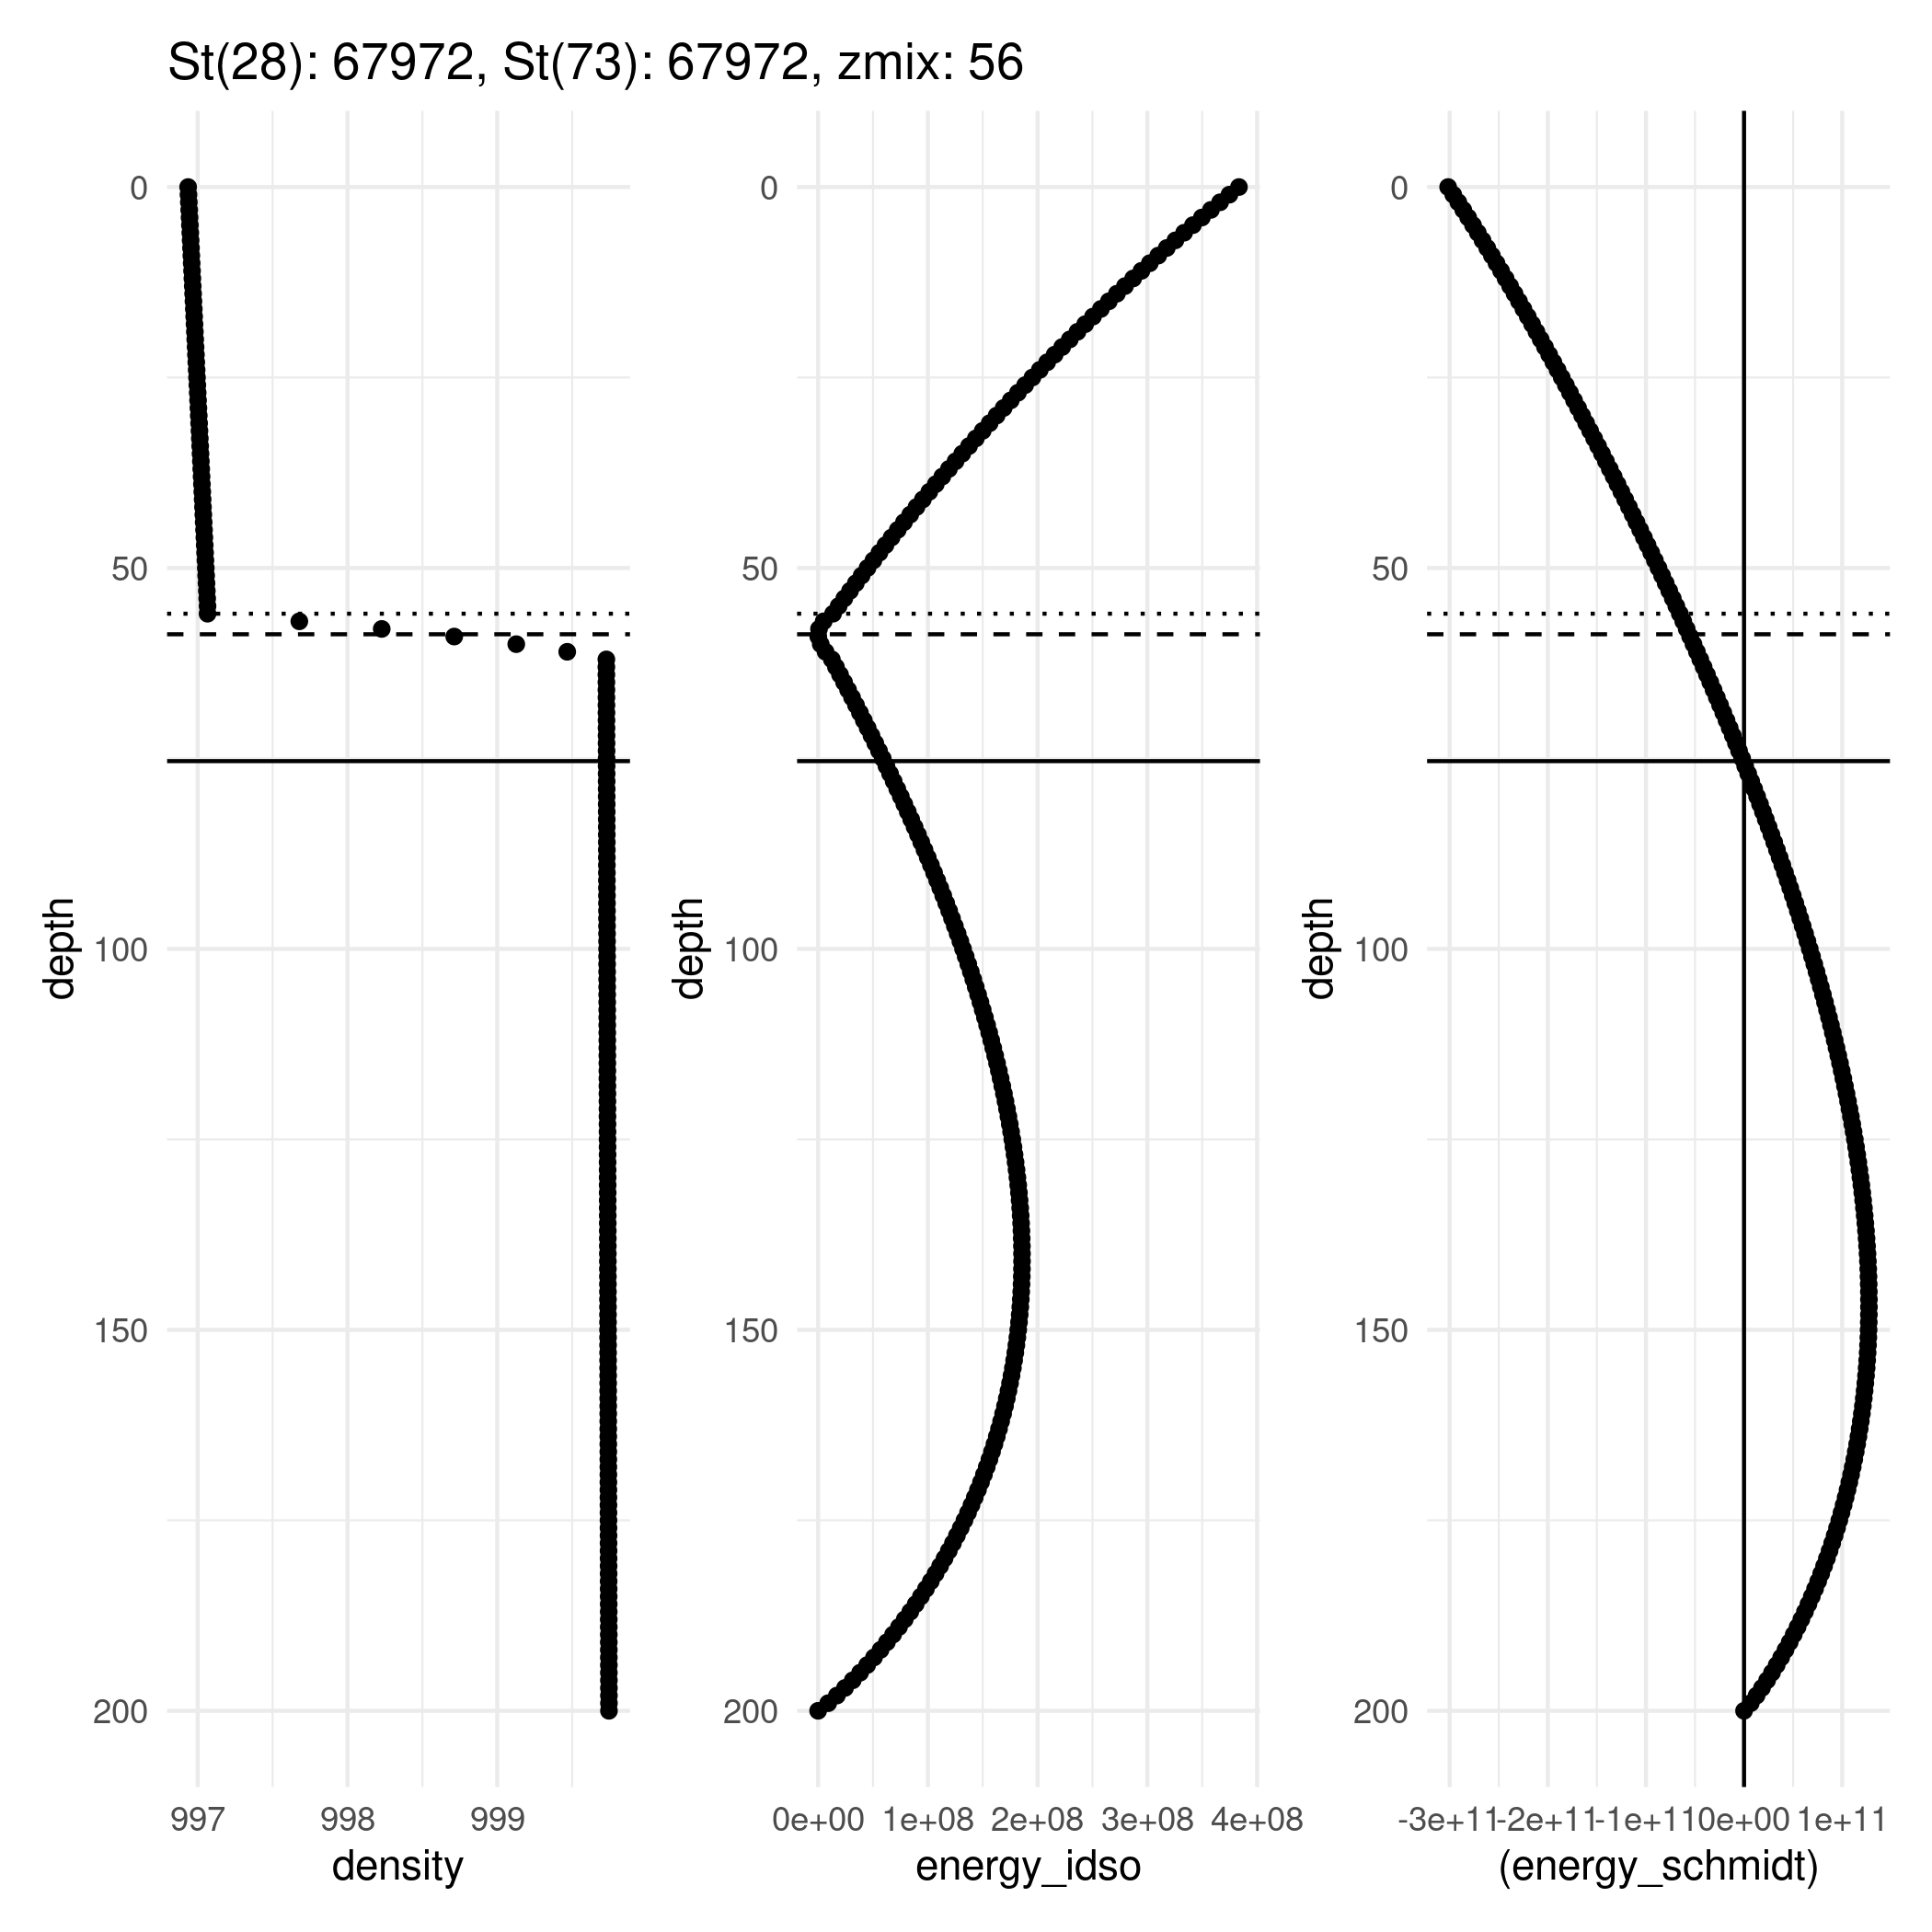 St(28): 67972, St(73): 67972, zmix: 56
depth
0
50
100
150
200
997 998 999
density
depth
0
50
100
150
200
0e+00 1e+08 2e+08 3e+08 4e+08
energy_idso
depth
0
50
100
150
200
-3e+11 -2e+11 -1e+11 0e+00 1e+11
(energy_schmidt)